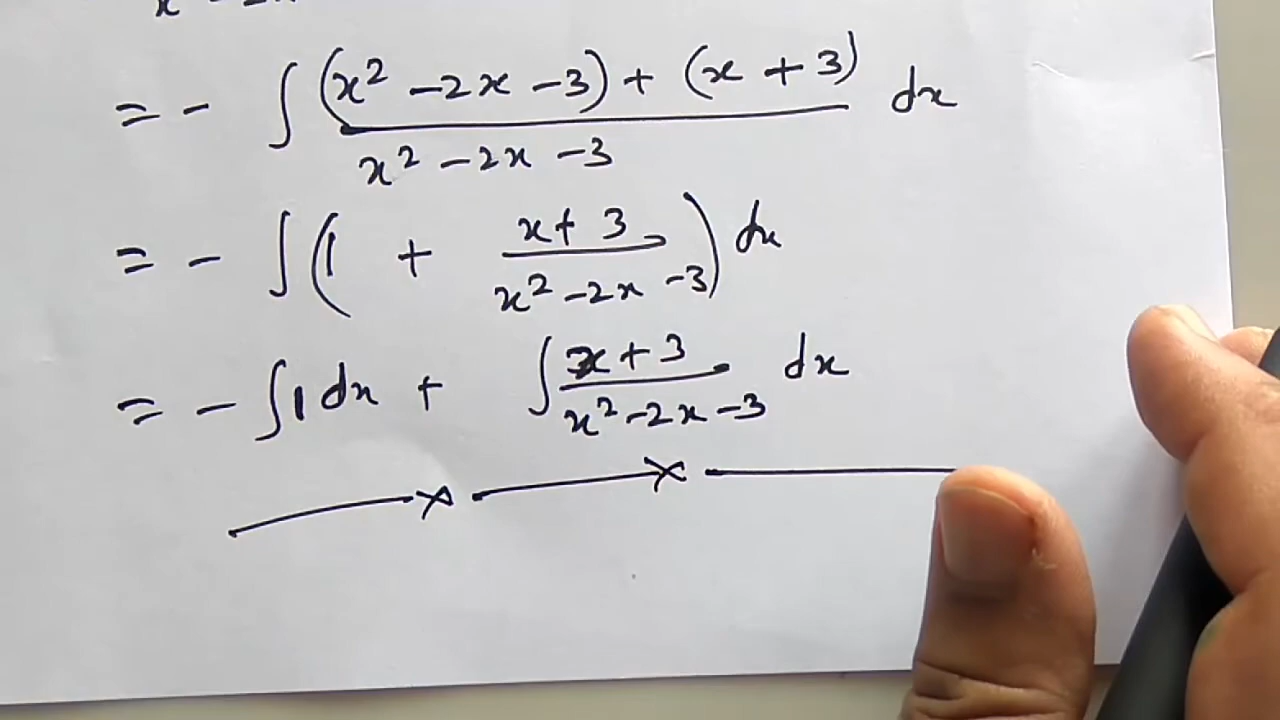 = - ∫ (x² - 2x - 3) + (x + 3) / x² - 2x - 3 dx
= - ∫ (1 + x + 3 / x² - 2x - 3) dx
= - ∫ 1 dx + ∫ x + 3 / x² - 2x - 3 dx